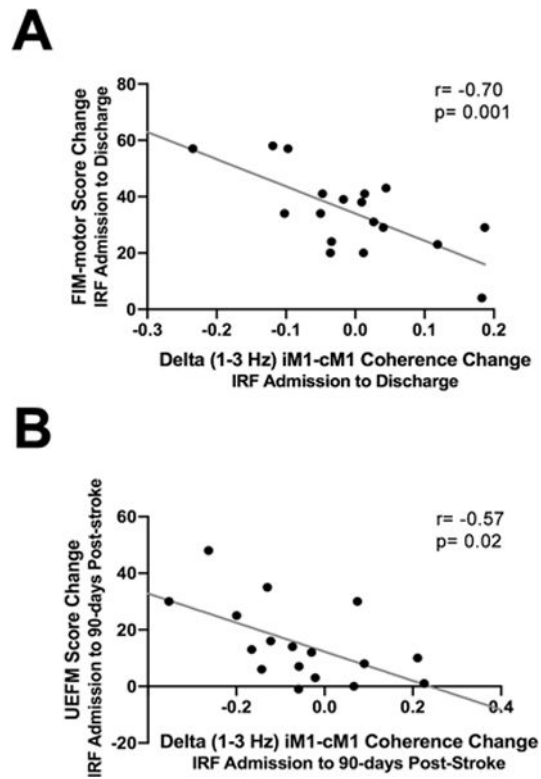 A
r= -0.70
p= 0.001
FIM-motor Score Change
IRF Admission to Discharge
80
60
40
20
0
-0.3 -0.2 -0.1 0.0 0.1 0.2
Delta (1-3 Hz) iM1-cM1 Coherence Change
IRF Admission to Discharge
B
r= -0.57
p= 0.02
UEFM Score Change
IRF Admission to 90-days Post-stroke
60
40
20
0
-20
-0.2 0.0 0.2 0.4
Delta (1-3 Hz) iM1-cM1 Coherence Change
IRF Admission to 90-days Post-Stroke